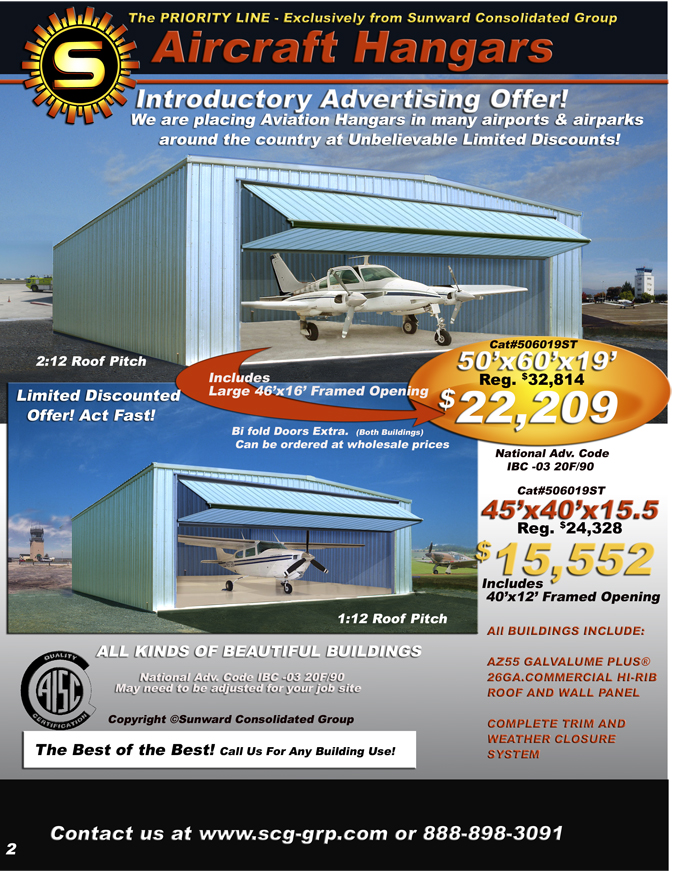 The PRIORITY LINE - Exclusively from Sunward Consolidated Group
S
Aircraft Hangars
Introductory Advertising Offer!
We are placing Aviation Hangars in many airports & airparks
around the country at Unbelievable Limited Discounts!
2:12 Roof Pitch
Cat#506019ST
50'x60'x19'
Reg. $32,814
$22,209
Includes
Large 46'x16' Framed Opening
Limited Discounted
Offer! Act Fast!
Bi fold Doors Extra. (Both Buildings)
Can be ordered at wholesale prices
National Adv. Code
IBC -03 20F/90
Cat#506019ST
45'x40'x15.5
Reg. $24,328
$15,552
Includes
40'x12' Framed Opening
1:12 Roof Pitch
All BUILDINGS INCLUDE:
AZ55 GALVALUME PLUS®
26GA.COMMERCIAL HI-RIB
ROOF AND WALL PANEL
COMPLETE TRIM AND
WEATHER CLOSURE
SYSTEM
QUALITY
AISC
CERTIFICATION
ALL KINDS OF BEAUTIFUL BUILDINGS
National Adv. Code IBC -03 20F/90
May need to be adjusted for your job site
Copyright ©Sunward Consolidated Group
The Best of the Best! Call Us For Any Building Use!
Contact us at www.scg-grp.com or 888-898-3091
2